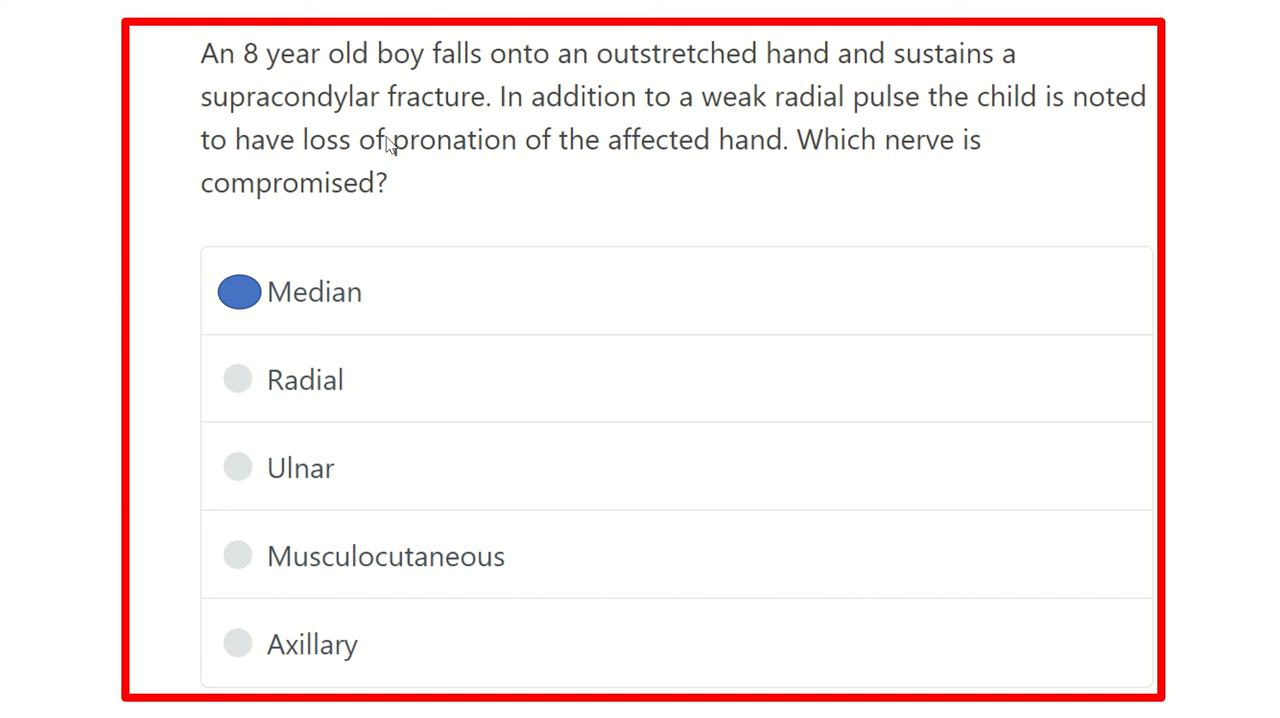 An 8 year old boy falls onto an outstretched hand and sustains a
supracondylar fracture. In addition to a weak radial pulse the child is noted
to have loss of pronation of the affected hand. Which nerve is
compromised?
Median
Radial
Ulnar
Musculocutaneous
Axillary